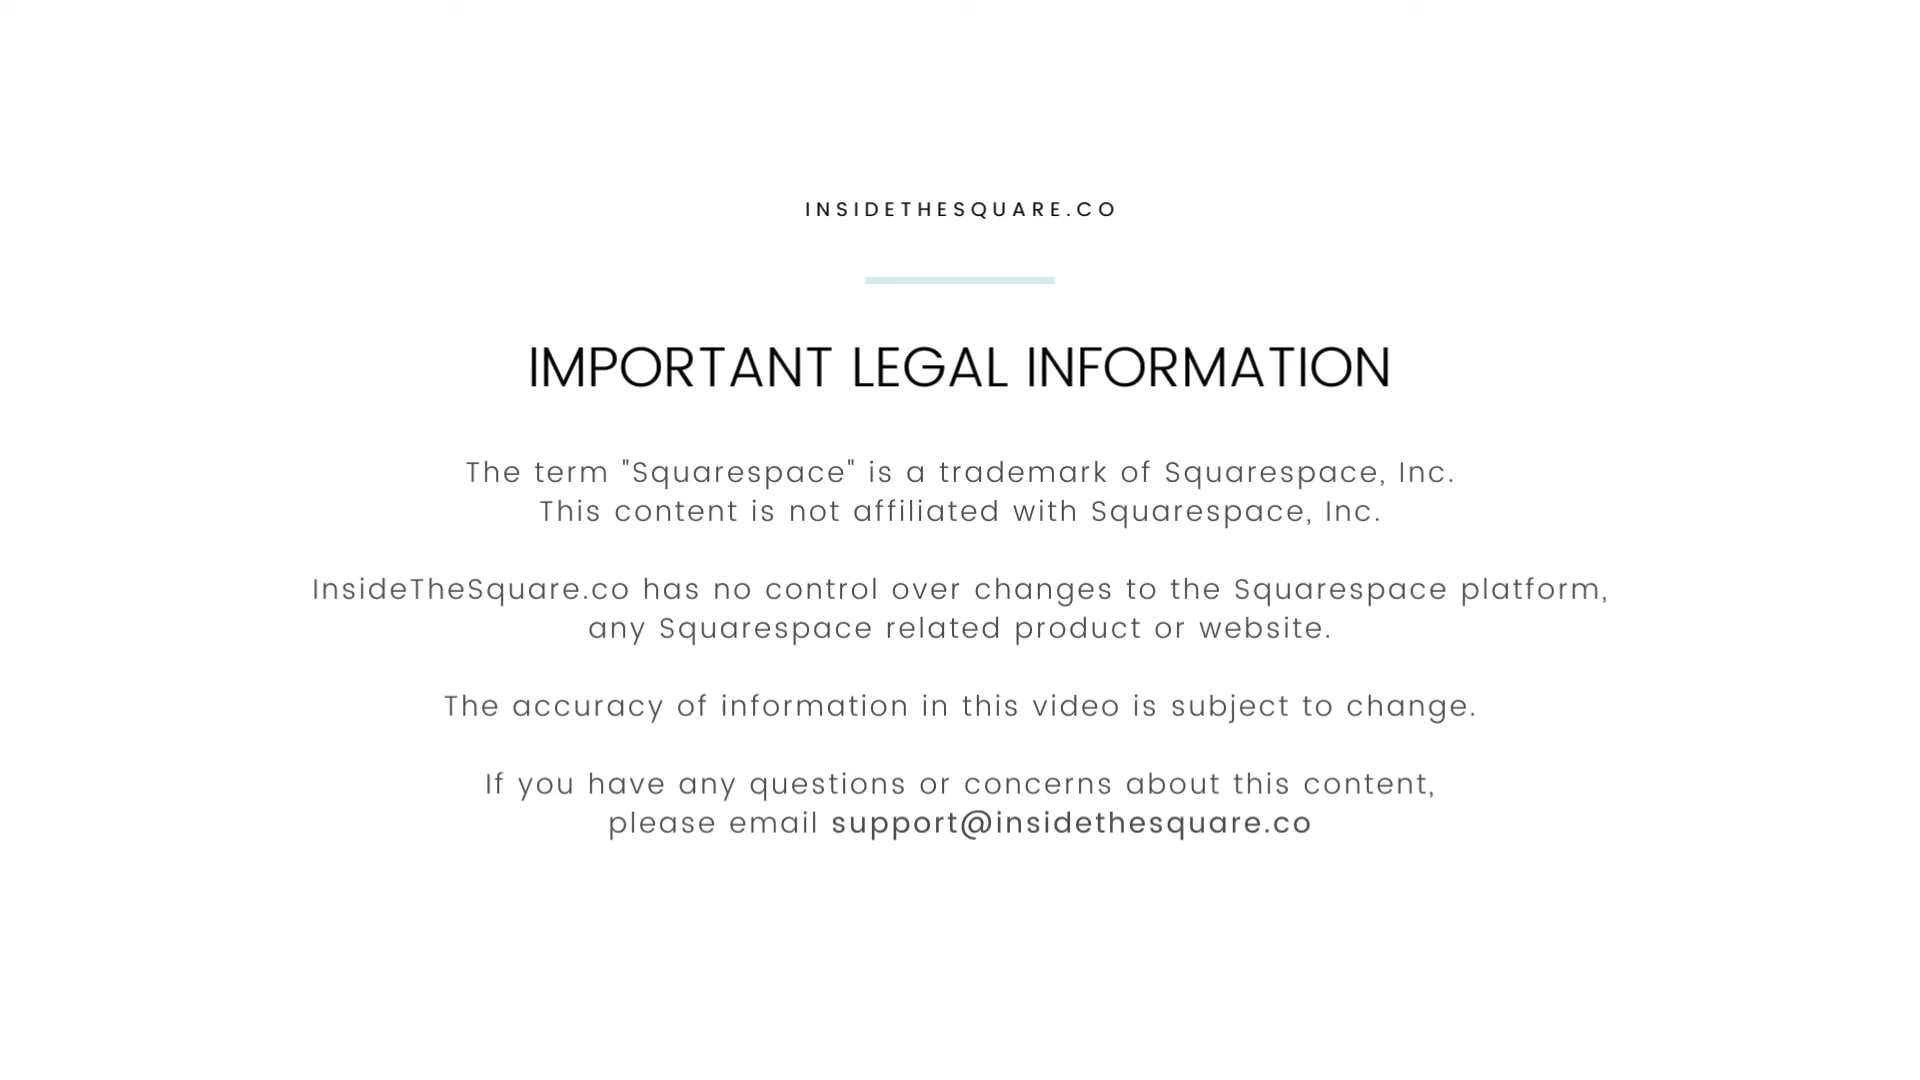 INSIDETHESQUARE.CO
IMPORTANT LEGAL INFORMATION
The term "Squarespace" is a trademark of Squarespace, Inc.
This content is not affiliated with Squarespace, Inc.
InsideTheSquare.co has no control over changes to the Squarespace platform,
any Squarespace related product or website.
The accuracy of information in this video is subject to change.
If you have any questions or concerns about this content,
please email support@insidethesquare.co